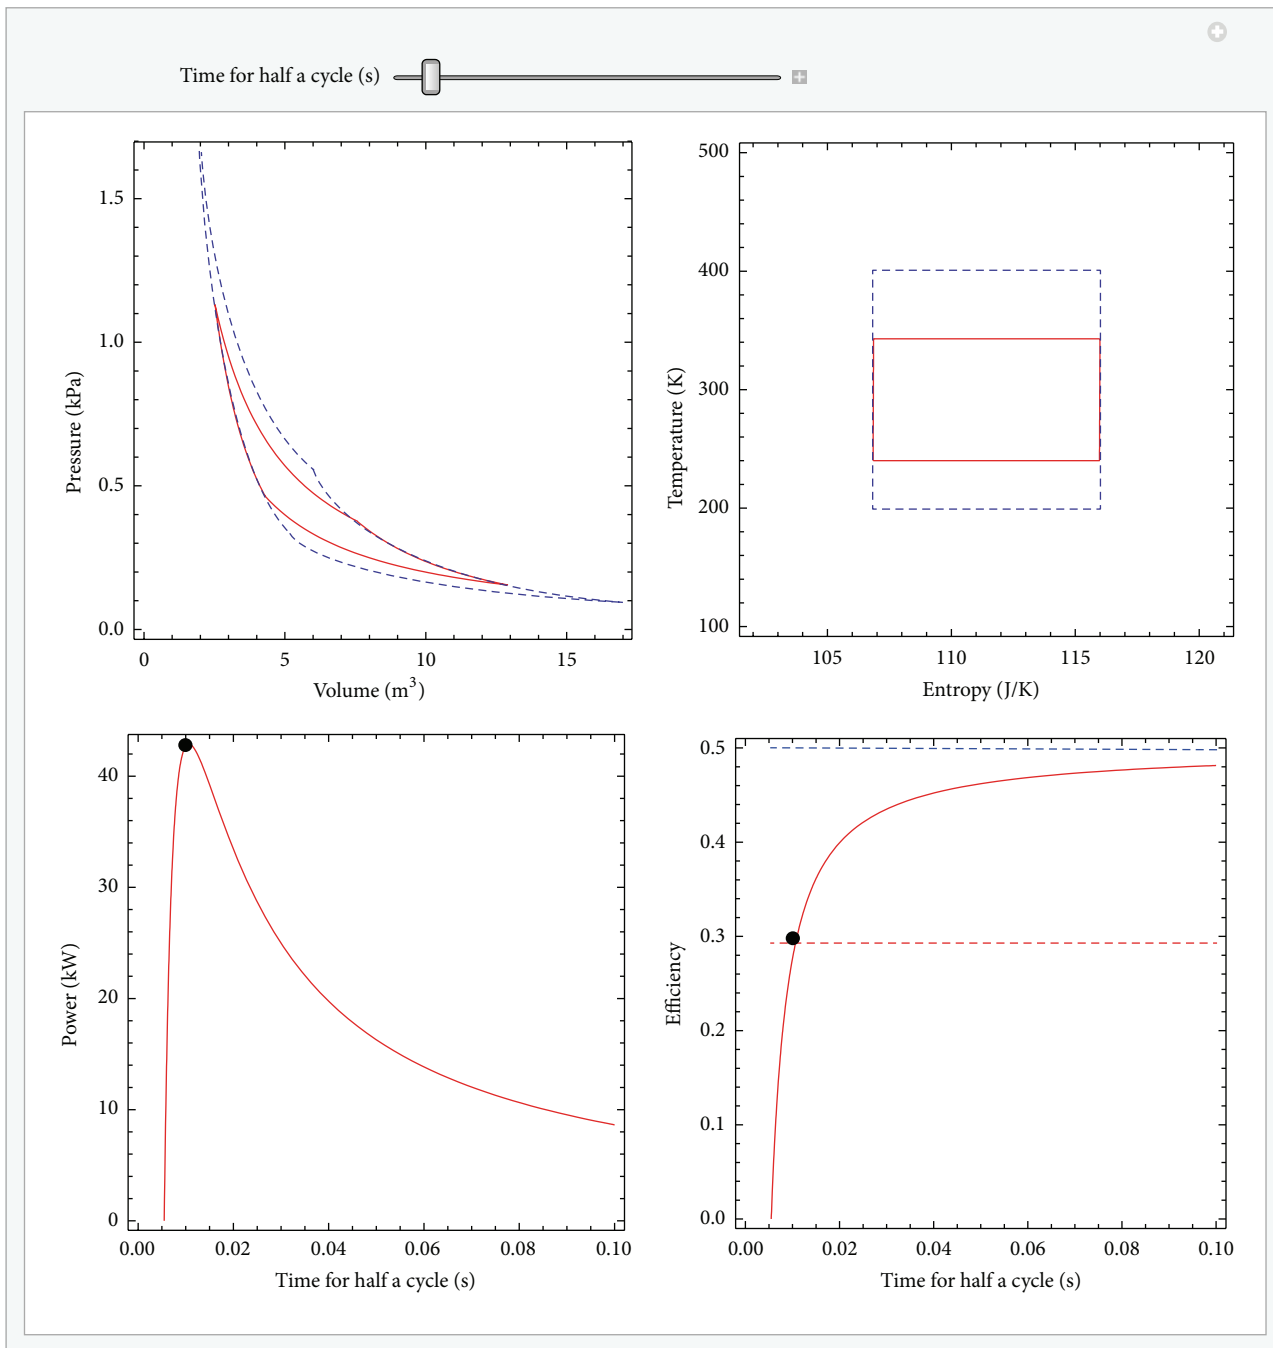 Time for half a cycle (s)
1.5
1.0
0.5
0.0
Pressure (kPa)
0 5 10 15
Volume (m³)
500
400
300
200
100
Temperature (K)
105 110 115 120
Entropy (J/K)
40
30
20
10
0
Power (kW)
0.00 0.02 0.04 0.06 0.08 0.10
Time for half a cycle (s)
0.5
0.4
0.3
0.2
0.1
0.0
Efficiency
0.00 0.02 0.04 0.06 0.08 0.10
Time for half a cycle (s)